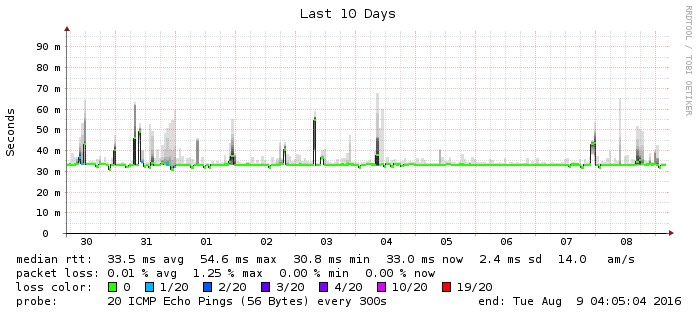 Last 10 Days
RRDTOOL / TOBI OETIKER
Seconds
90 m
80 m
70 m
60 m
50 m
40 m
30 m
20 m
10 m
0
30 31 01 02 03 04 05 06 07 08
median rtt: 33.5 ms avg 54.6 ms max 30.8 ms min 33.0 ms now 2.4 ms sd 14.0 am/s
packet loss: 0.01 % avg 1.25 % max 0.00 % min 0.00 % now
loss color: 0 1/20 2/20 3/20 4/20 10/20 19/20
probe: 20 ICMP Echo Pings (56 Bytes) every 300s end: Tue Aug 9 04:05:04 2016